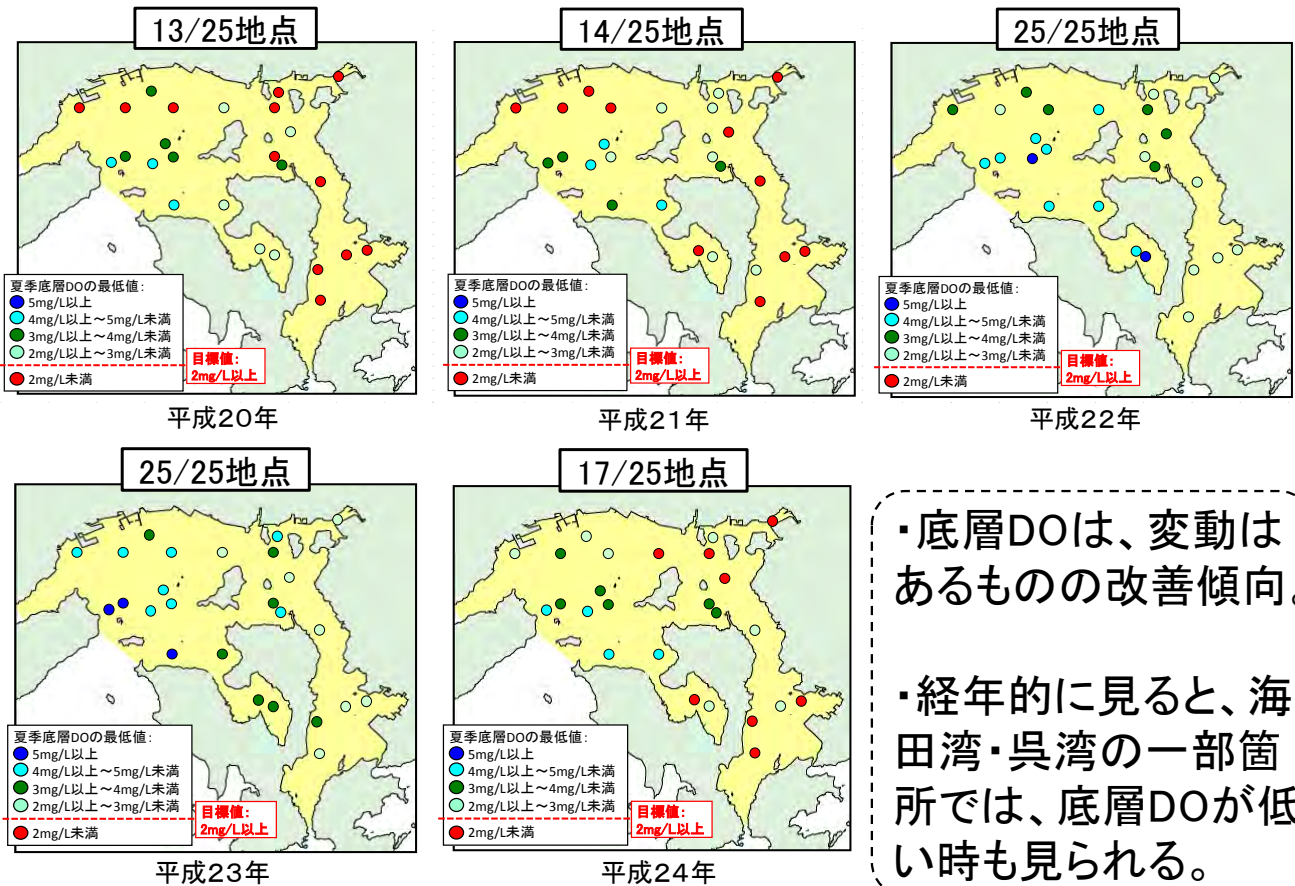 13/25地点
夏季底層DOの最低値:
5mg/L以上
4mg/L以上～5mg/L未満
3mg/L以上～4mg/L未満
2mg/L以上～3mg/L未満
2mg/L未満
目標値:
2mg/L以上
平成20年
14/25地点
夏季底層DOの最低値:
5mg/L以上
4mg/L以上～5mg/L未満
3mg/L以上～4mg/L未満
2mg/L以上～3mg/L未満
2mg/L未満
目標値:
2mg/L以上
平成21年
25/25地点
夏季底層DOの最低値:
5mg/L以上
4mg/L以上～5mg/L未満
3mg/L以上～4mg/L未満
2mg/L以上～3mg/L未満
2mg/L未満
目標値:
2mg/L以上
平成22年
25/25地点
夏季底層DOの最低値:
5mg/L以上
4mg/L以上～5mg/L未満
3mg/L以上～4mg/L未満
2mg/L以上～3mg/L未満
2mg/L未満
目標値:
2mg/L以上
平成23年
17/25地点
夏季底層DOの最低値:
5mg/L以上
4mg/L以上～5mg/L未満
3mg/L以上～4mg/L未満
2mg/L以上～3mg/L未満
2mg/L未満
目標値:
2mg/L以上
平成24年
・底層DOは、変動は
あるものの改善傾向。
・経年的に見ると、海
田湾・呉湾の一部箇
所では、底層DOが低
い時も見られる。